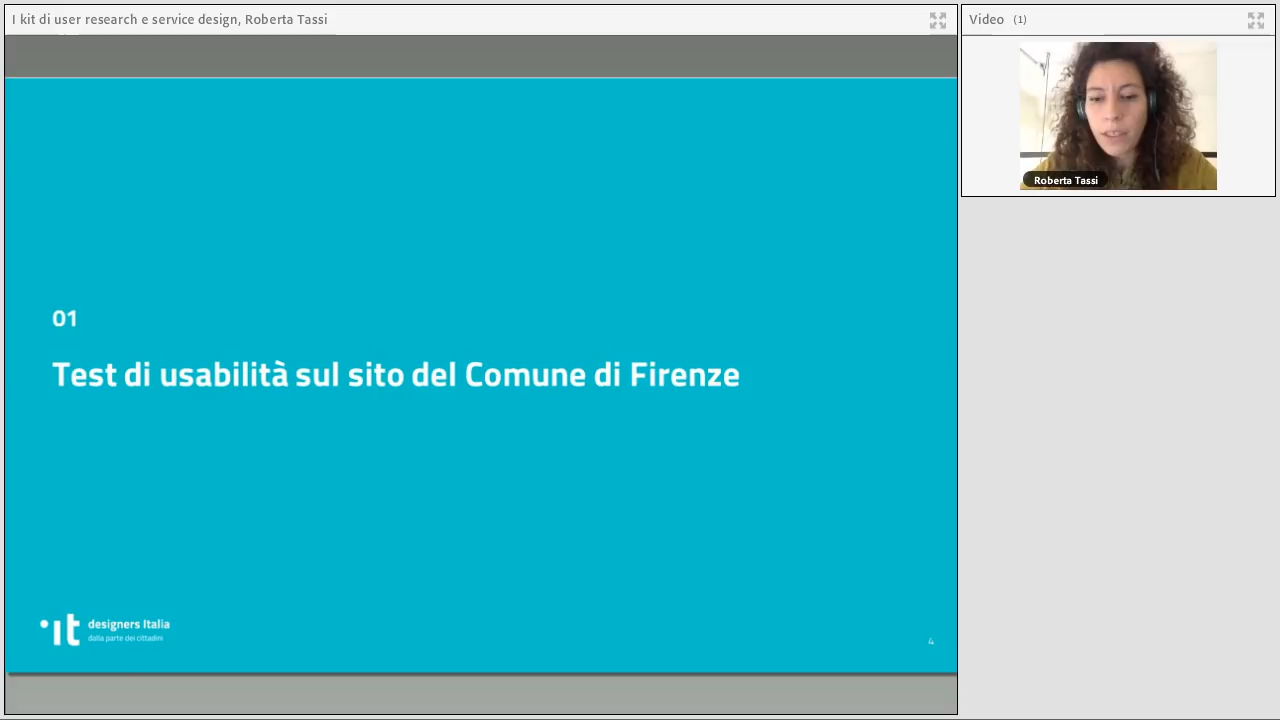 I kit di user research e service design, Roberta Tassi
Video (1)
Roberta Tassi
01
Test di usabilità sul sito del Comune di Firenze
it
designers Italia
dalla parte dei cittadini
4